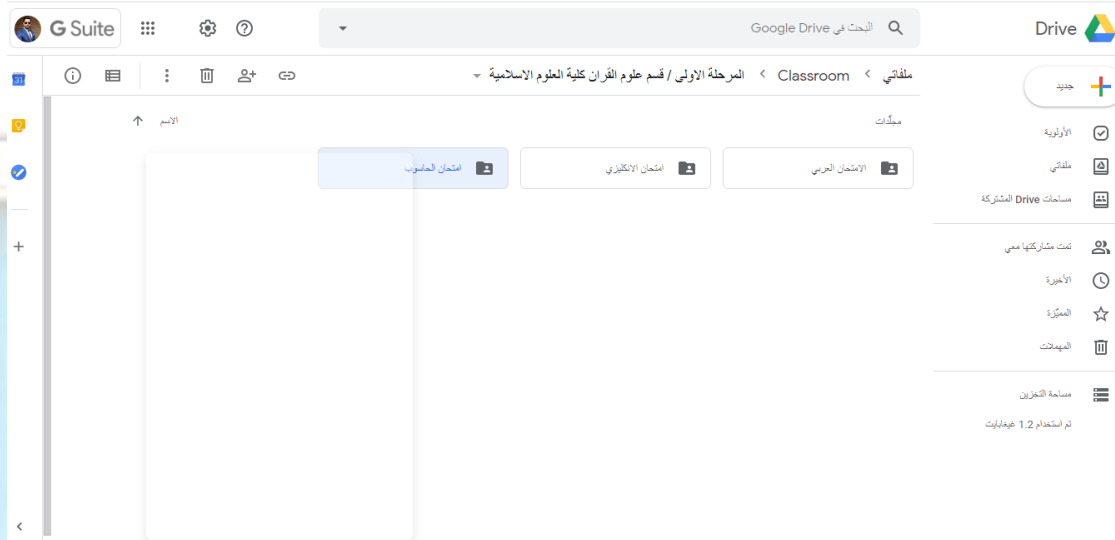 Drive
البحث في Google Drive
G Suite
جديد
الأولوية
ملفاتي
مساحات Drive المشتركة
تمت مشاركتها معي
الأخيرة
المميّزة
المهملات
مساحة التخزين
تم استخدام 1.2 غيغابايت
ملفاتي > Classroom > المرحلة الاولى / قسم علوم القران كلية العلوم الاسلامية
مجلّدات
الاسم
الامتحان العربي
امتحان الانكليزي
امتحان الحاسوب
31